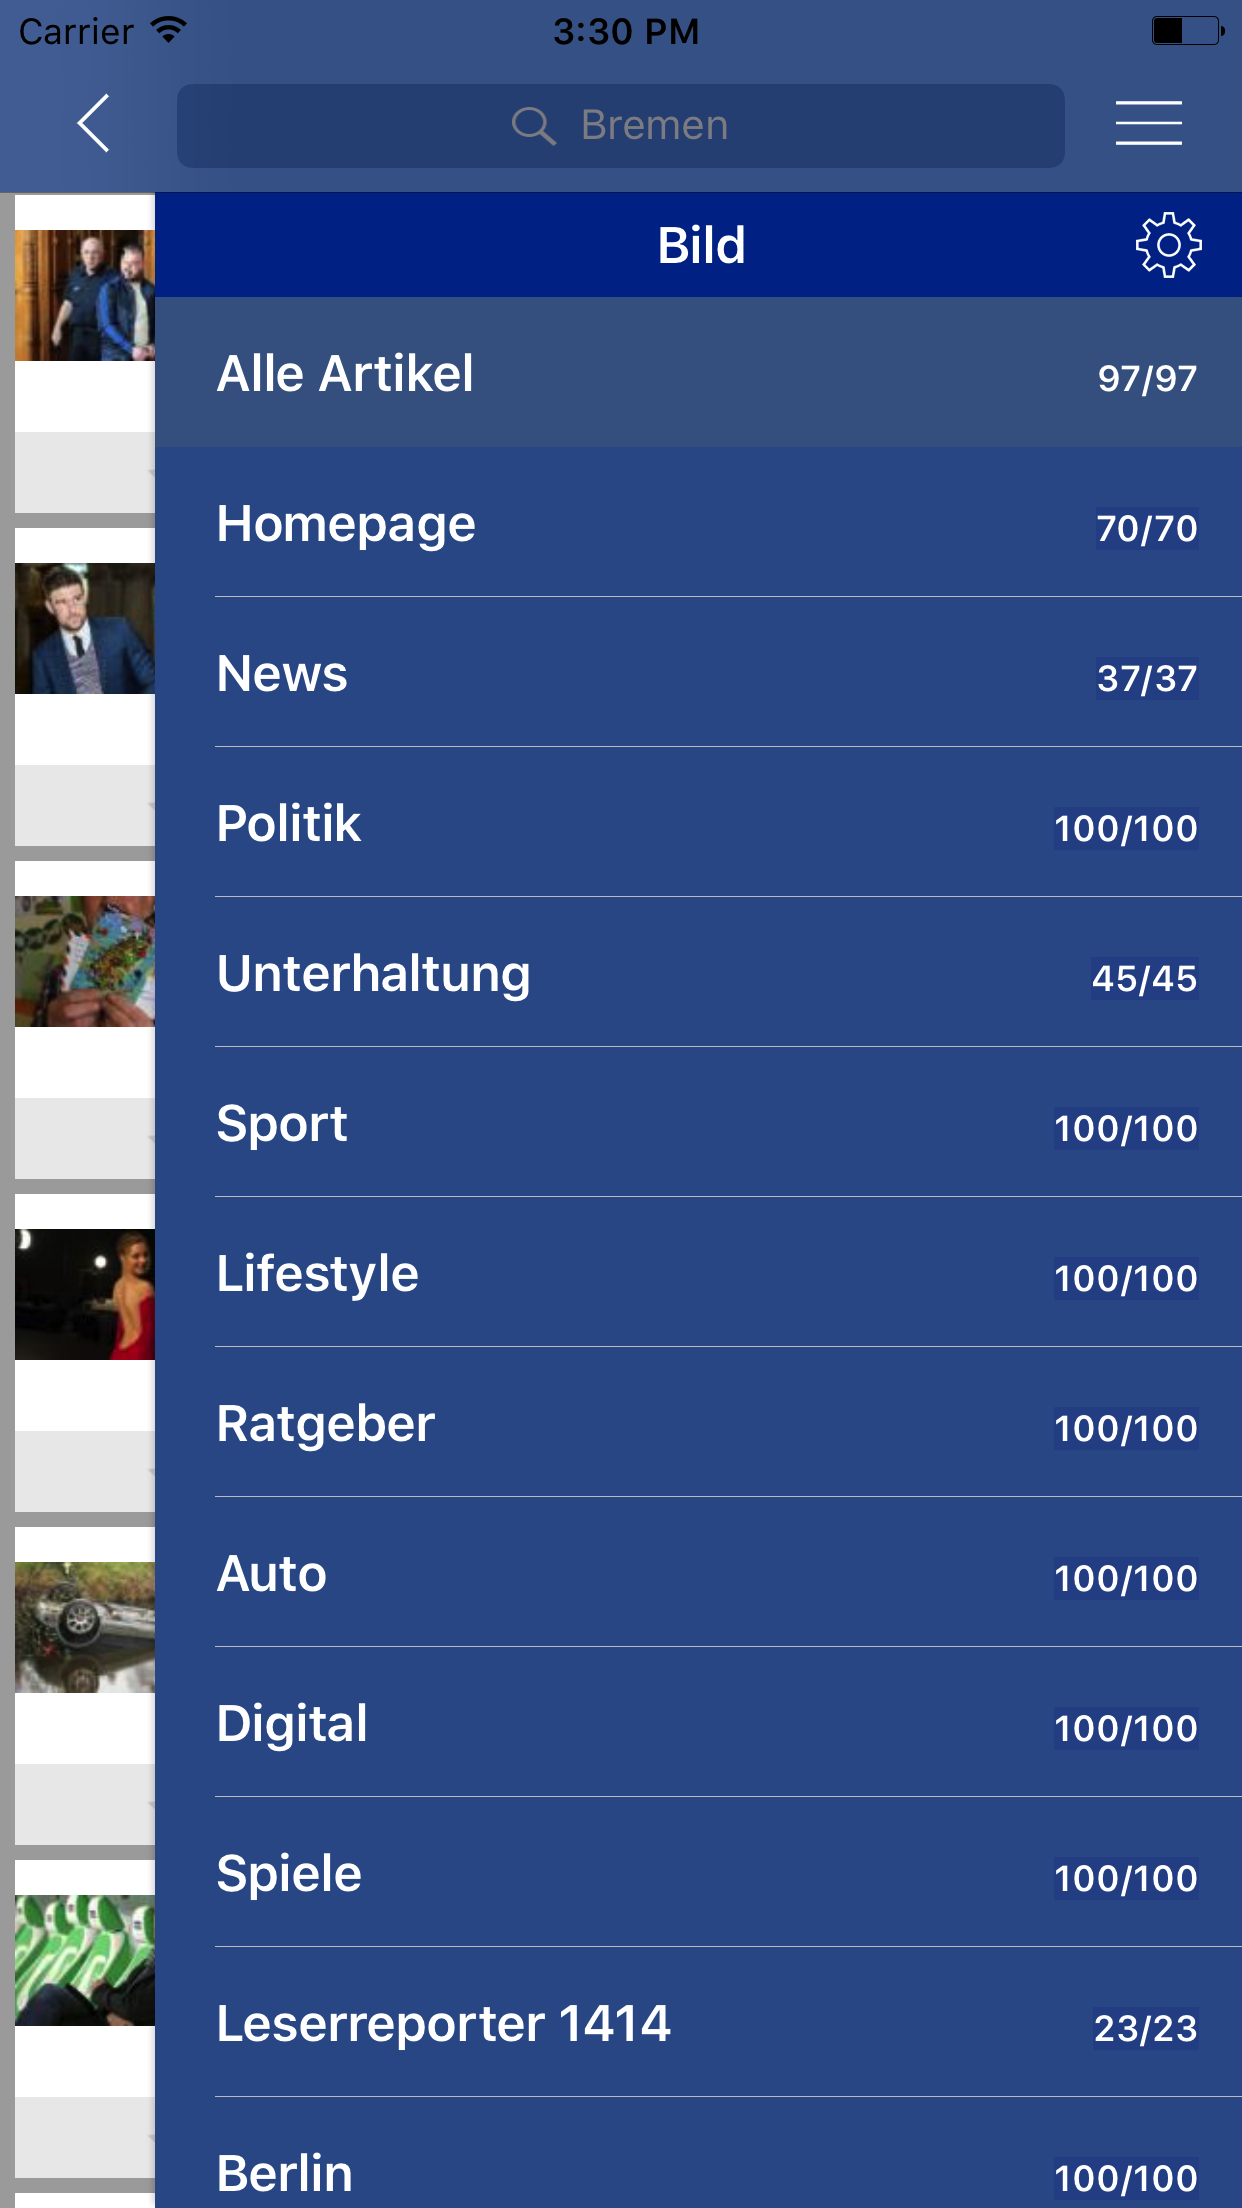 Carrier 3:30 PM
Bremen
Bild
Alle Artikel 97/97
Homepage 70/70
News 37/37
Politik 100/100
Unterhaltung 45/45
Sport 100/100
Lifestyle 100/100
Ratgeber 100/100
Auto 100/100
Digital 100/100
Spiele 100/100
Leserreporter 1414 23/23
Berlin 100/100